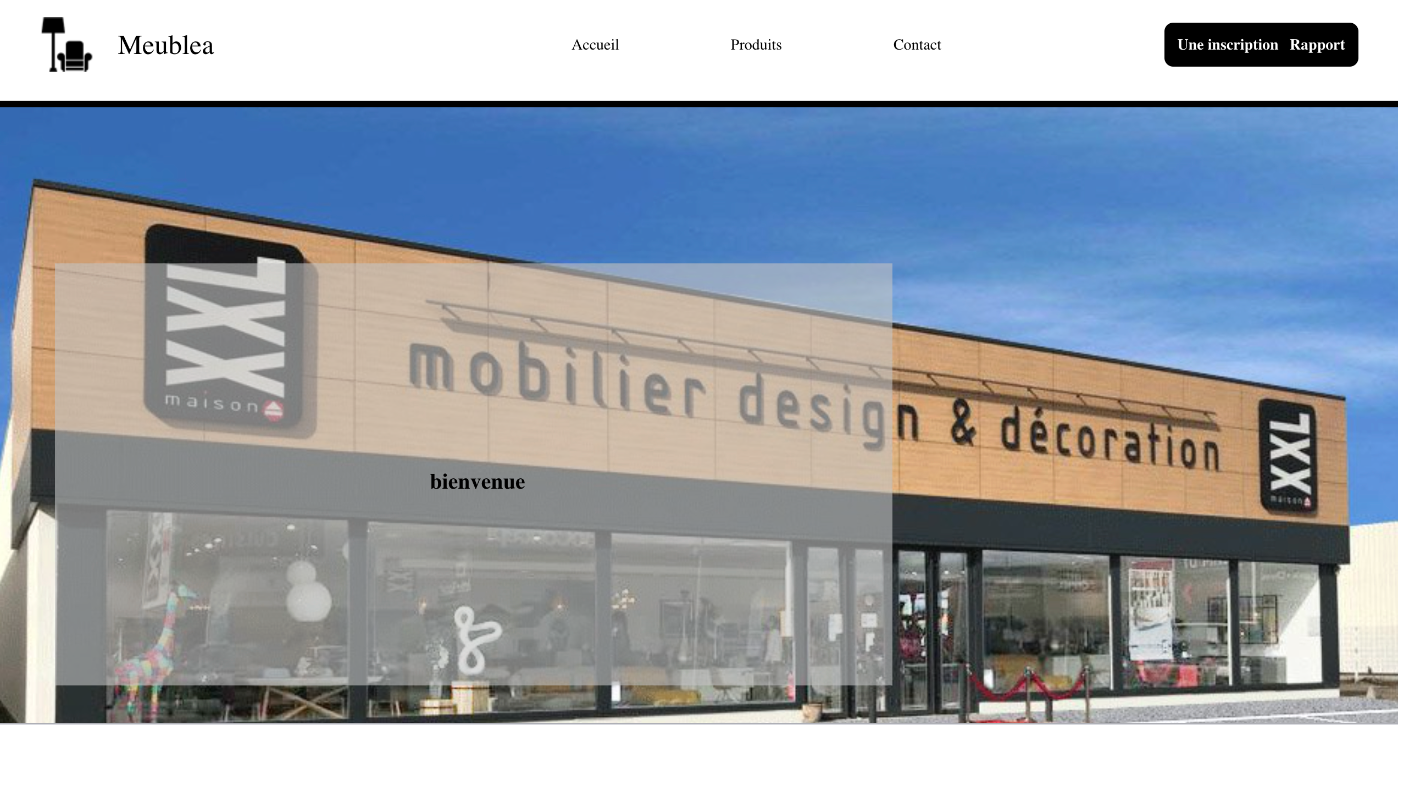 Meublea
Accueil Produits Contact
Une inscription Rapport
XXL
maison
mobilier design & décoration
XXL
maison
bienvenue